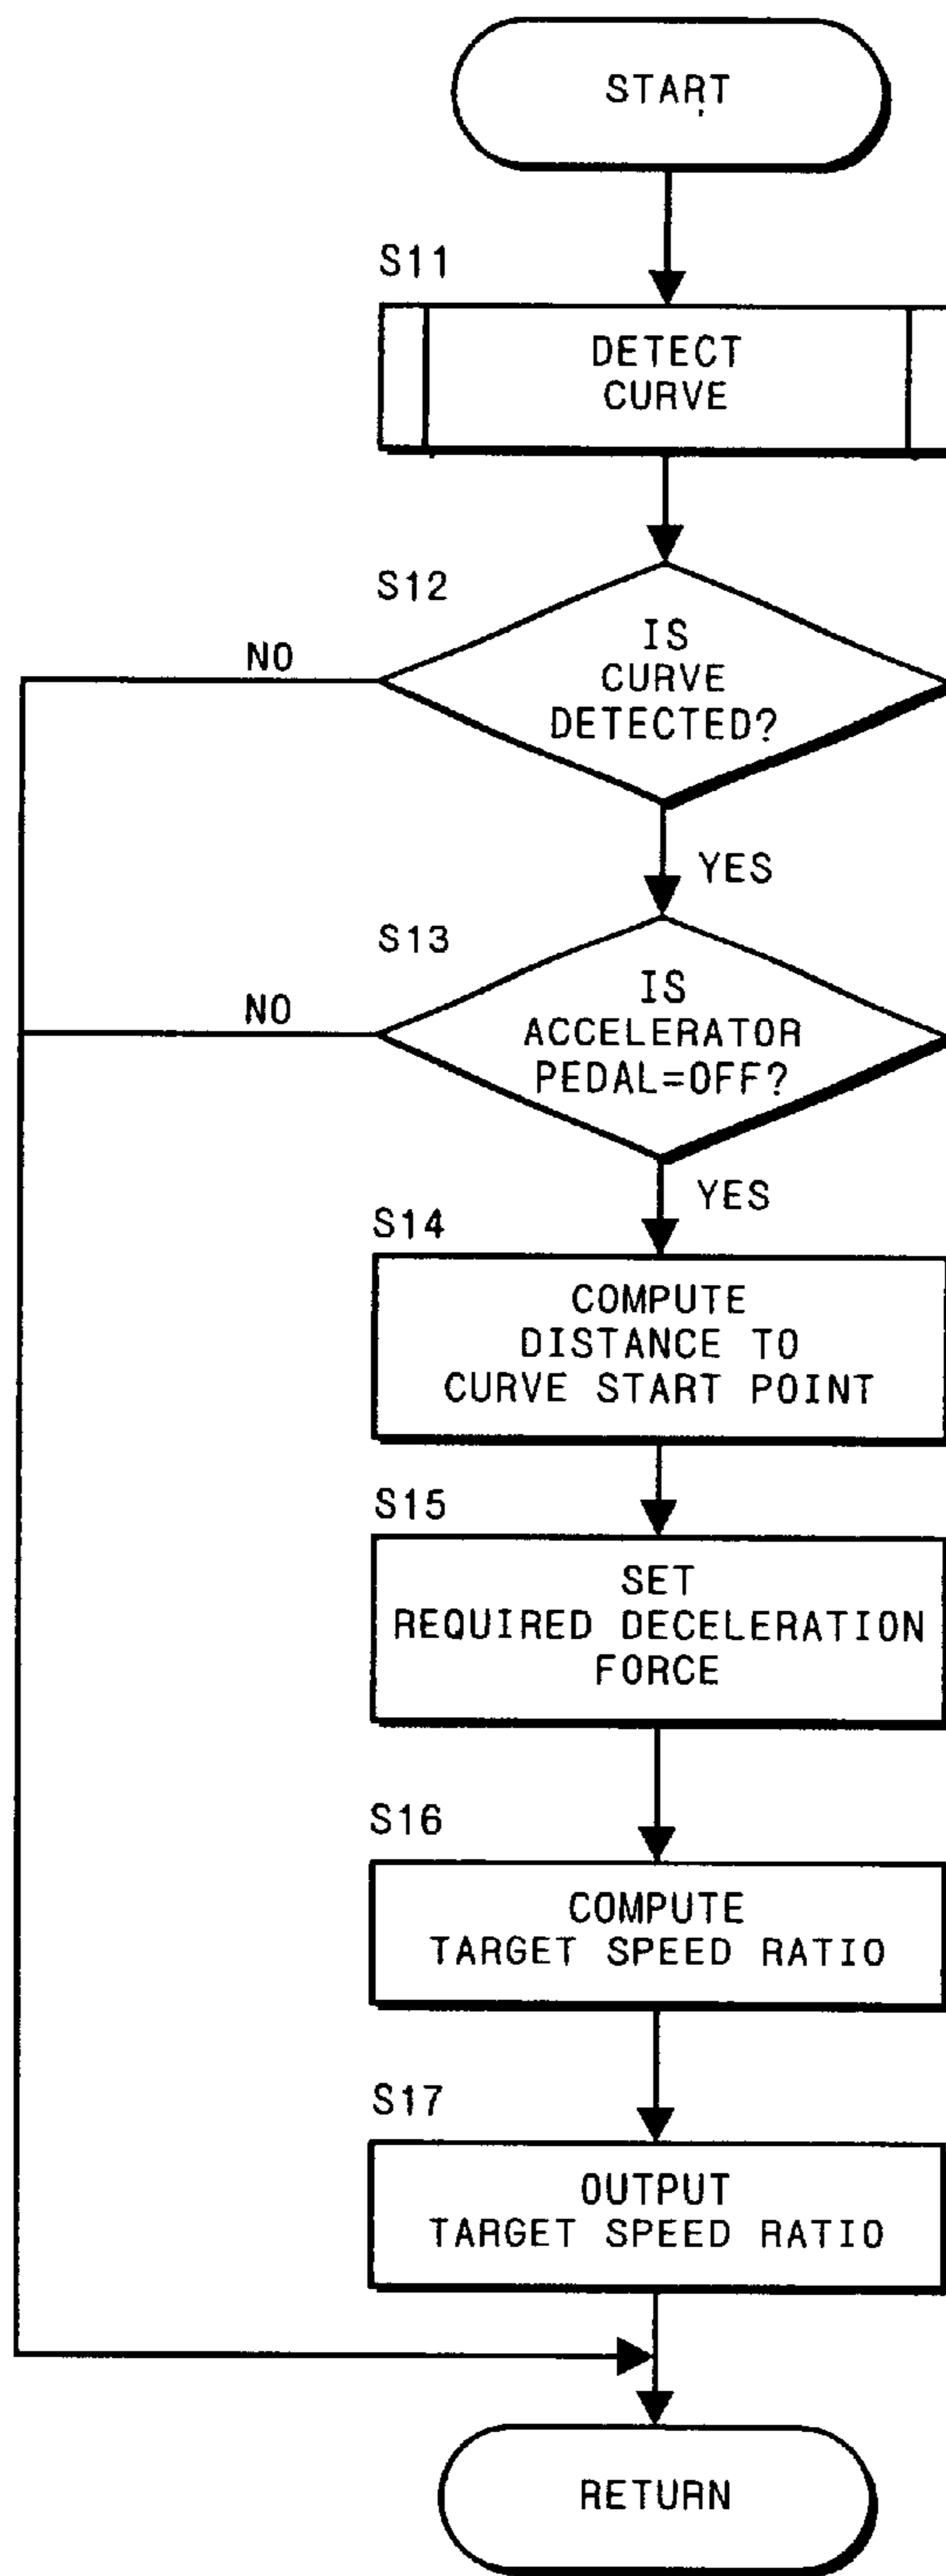 START
S11
DETECT
CURVE
S12
NO
IS
CURVE
DETECTED?
YES
S13
NO
IS
ACCELERATOR
PEDAL=OFF?
YES
S14
COMPUTE
DISTANCE TO
CURVE START POINT
S15
SET
REQUIRED DECELERATION
FORCE
S16
COMPUTE
TARGET SPEED RATIO
S17
OUTPUT
TARGET SPEED RATIO
RETURN